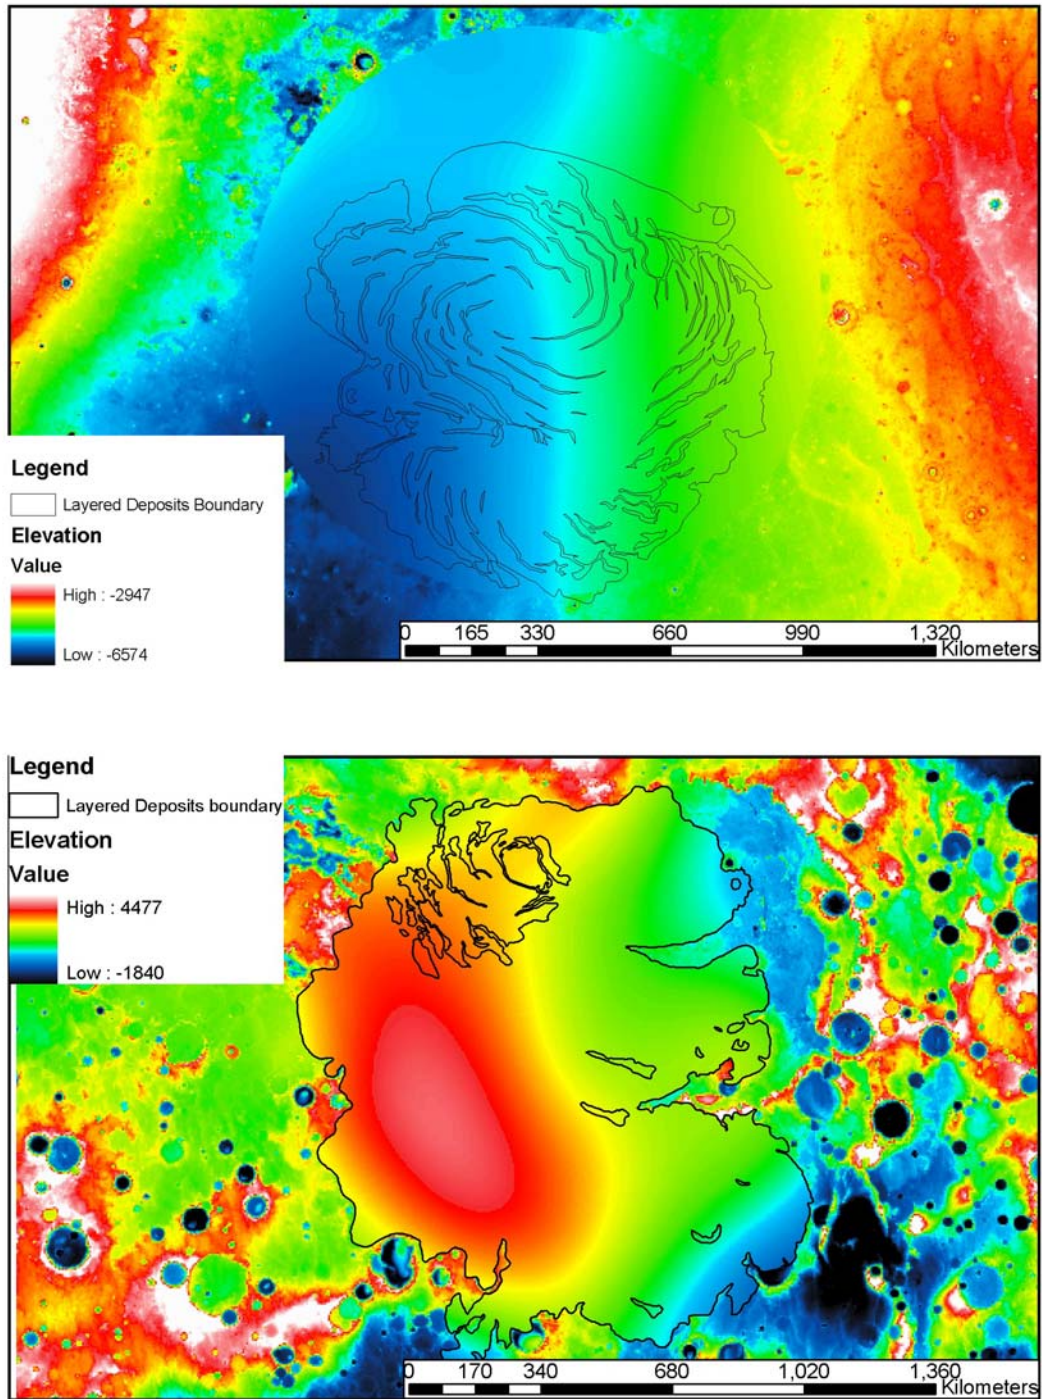 Legend
Layered Deposits Boundary
Elevation
Value
High : -2947
Low : -6574
0 165 330 660 990 1,320
Kilometers
Legend
Layered Deposits boundary
Elevation
Value
High : 4477
Low : -1840
0 170 340 680 1,020 1,360
Kilometers